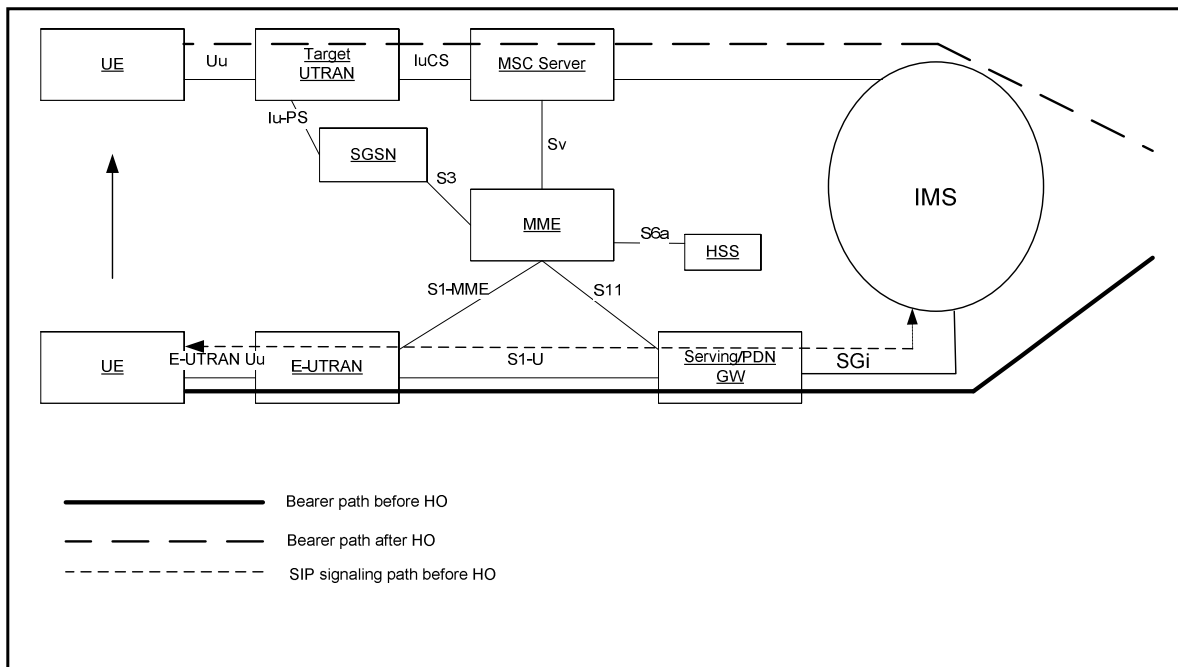 UE
Uu
Target
UTRAN
IuCS
MSC Server
Iu-PS
SGSN
S3
Sv
MME
S6a
HSS
IMS
S1-MME
S11
UE
E-UTRAN Uu
E-UTRAN
S1-U
Serving/PDN
GW
SGi
Bearer path before HO
Bearer path after HO
SIP signaling path before HO